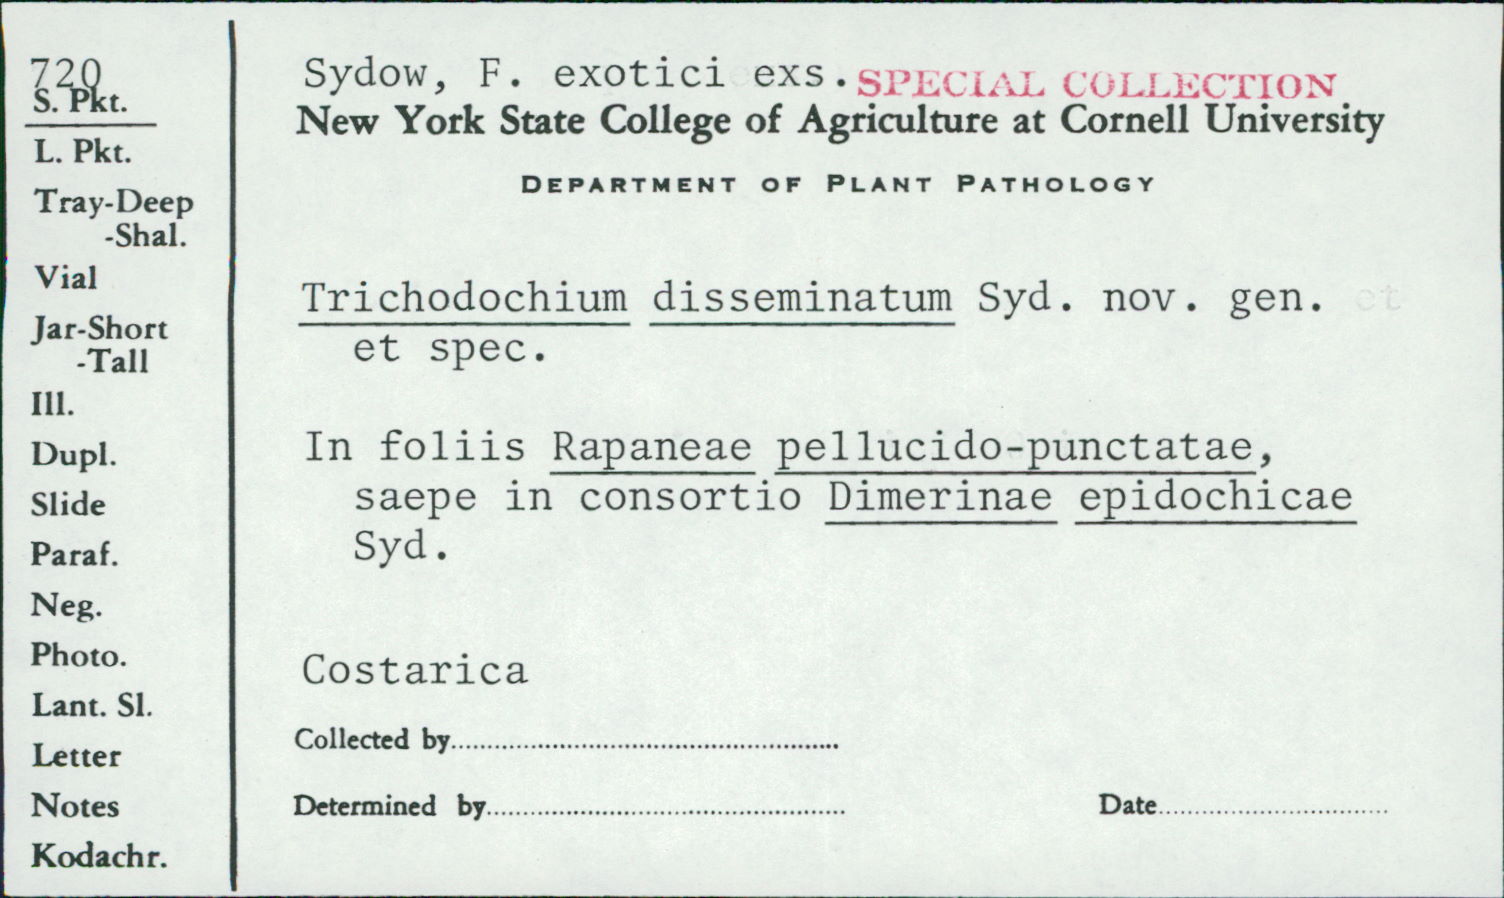 720
S. Pkt.
L. Pkt.
Tray-Deep
-Shal.
Vial
Jar-Short
-Tall
Ill.
Dupl.
Slide
Paraf.
Neg.
Photo.
Lant. Sl.
Letter
Notes
Kodachr.
Sydow, F. exotici exs. SPECIAL COLLECTION
New York State College of Agriculture at Cornell University
DEPARTMENT OF PLANT PATHOLOGY
Trichodochium disseminatum Syd. nov. gen. et
et spec.
In foliis Rapaneae pellucido-punctatae,
saepe in consortio Dimerinae epidochicae
Syd.
Costarica
Collected by
Determined by Date